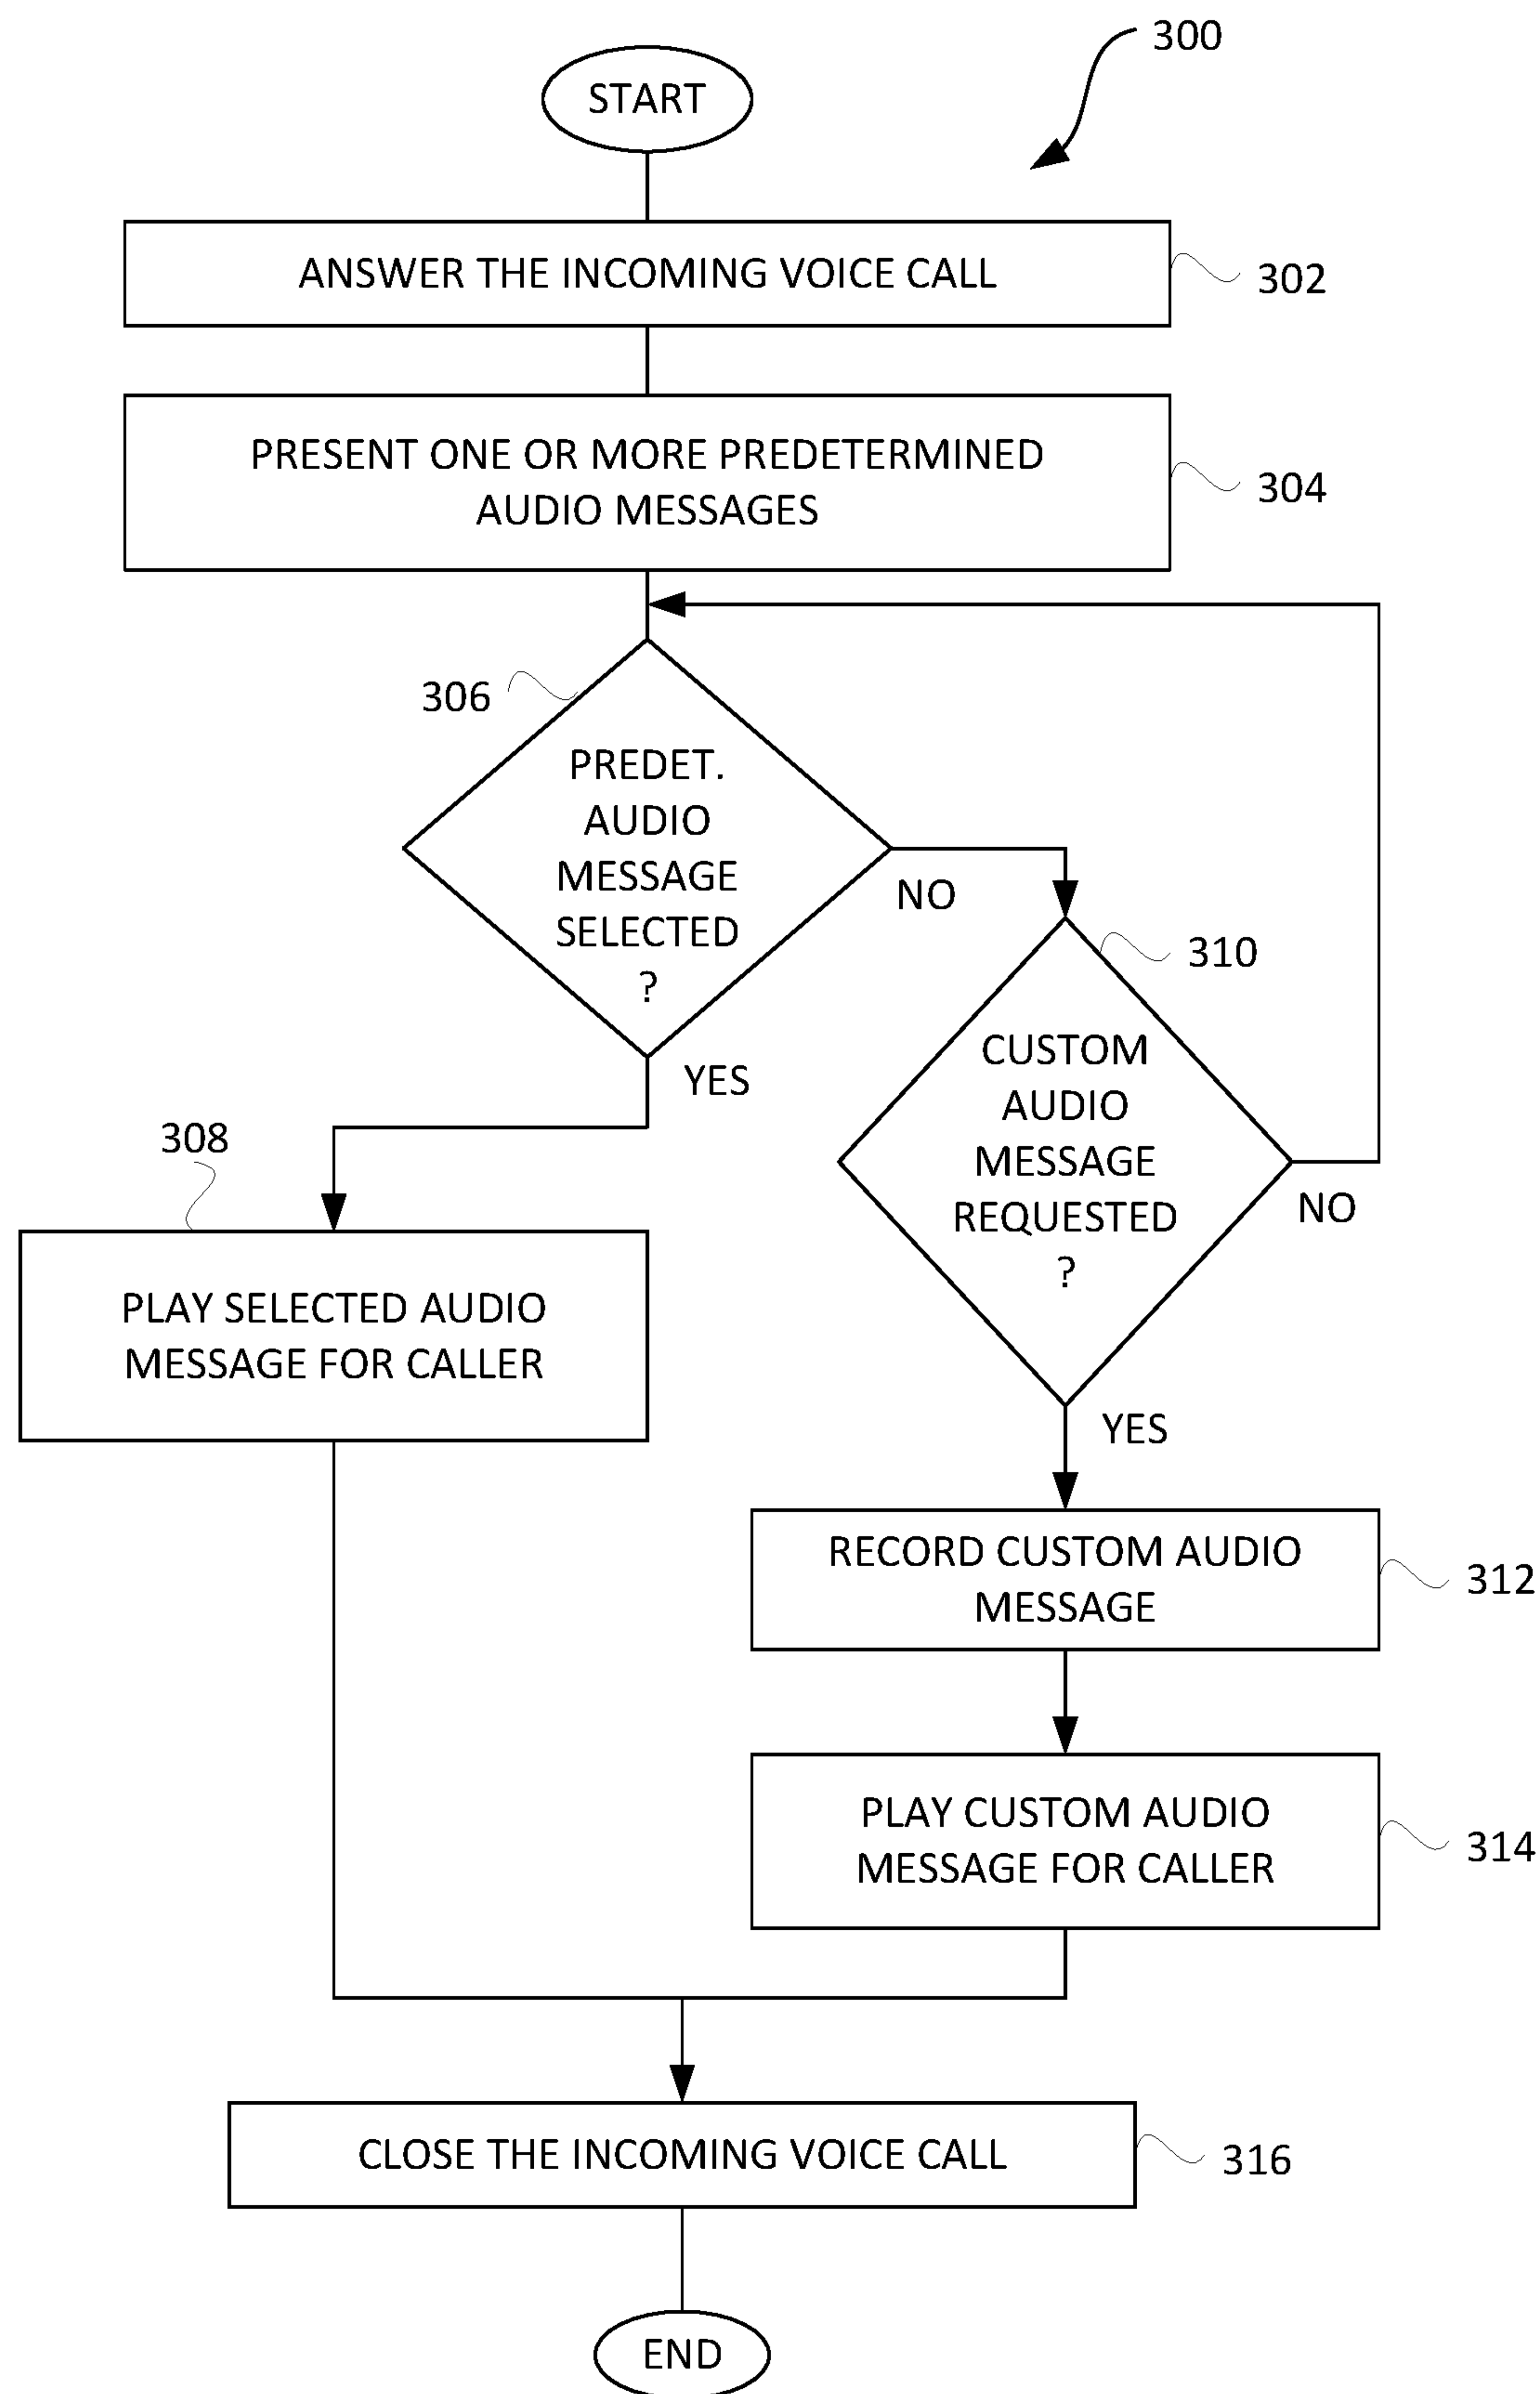 300
START
ANSWER THE INCOMING VOICE CALL
302
PRESENT ONE OR MORE PREDETERMINED
AUDIO MESSAGES
304
306
PREDET.
AUDIO
MESSAGE
SELECTED
?
NO
YES
310
CUSTOM
AUDIO
MESSAGE
REQUESTED
?
NO
YES
308
PLAY SELECTED AUDIO
MESSAGE FOR CALLER
RECORD CUSTOM AUDIO
MESSAGE
312
PLAY CUSTOM AUDIO
MESSAGE FOR CALLER
314
CLOSE THE INCOMING VOICE CALL
316
END